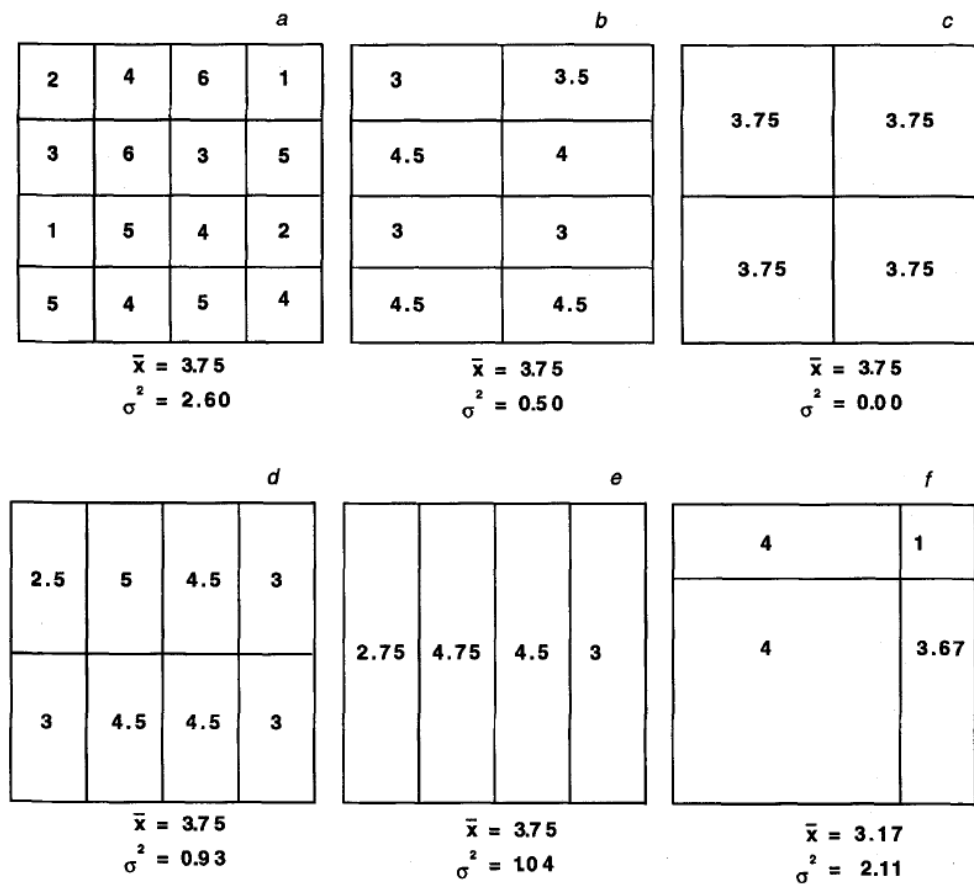 a b c
2 4 6 1 3 3.5 3.75 3.75
3 6 3 5 4.5 4
1 5 4 2 3 3 3.75 3.75
5 4 5 4 4.5 4.5
x̄ = 3.75 x̄ = 3.75 x̄ = 3.75
σ² = 2.60 σ² = 0.50 σ² = 0.00
d e f
4 1
2.5 5 4.5 3
2.75 4.75 4.5 3 4 3.67
3 4.5 4.5 3
x̄ = 3.75 x̄ = 3.75 x̄ = 3.17
σ² = 0.93 σ² = 1.04 σ² = 2.11